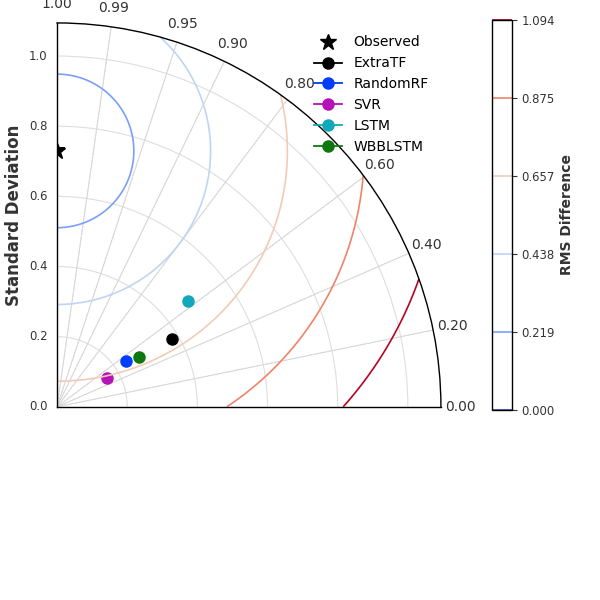 1.00
0.99
0.95
0.90
0.80
0.60
0.40
0.20
0.00
1.0
0.8
0.6
0.4
0.2
0.0
Standard Deviation
Observed
ExtraTF
RandomRF
SVR
LSTM
WBBLSTM
1.094
0.875
0.657
0.438
0.219
0.000
RMS Difference